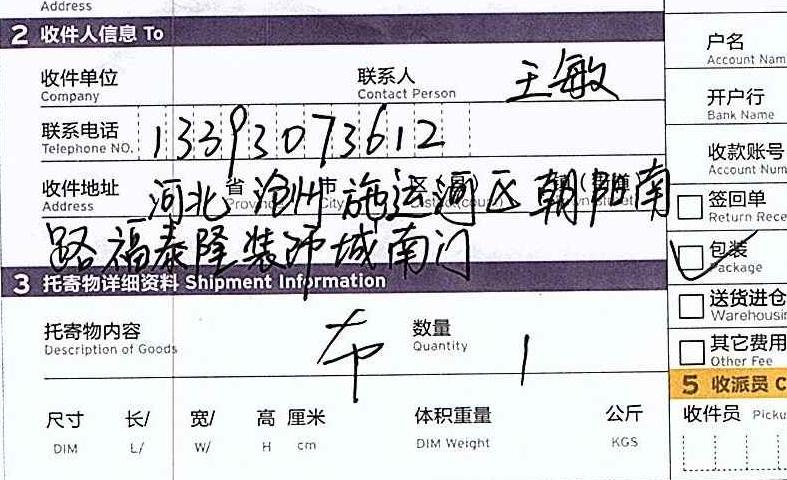 Address
2 收件人信息 To
收件单位 联系人 王敏
Company Contact Person
联系电话 13393073612
Telephone NO.
收件地址 省 市 区 河北沧州施运通区朝阳南
Address City
路福泰隆装饰城南门
3 托寄物详细资料 Shipment Information
托寄物内容 布 数量 1
Description of Goods Quantity
尺寸 长/ 宽/ 高 厘米 体积重量 公斤
DIM L/ W/ H cm DIM Weight KGS
户名
Account Nam
开户行
Bank Name
收款账号
Account Num
签回单
Return Rece
包装
Package
送货进仓
Warehousi
其它费用
Other Fee
5 收派员 C
收件员 Picku